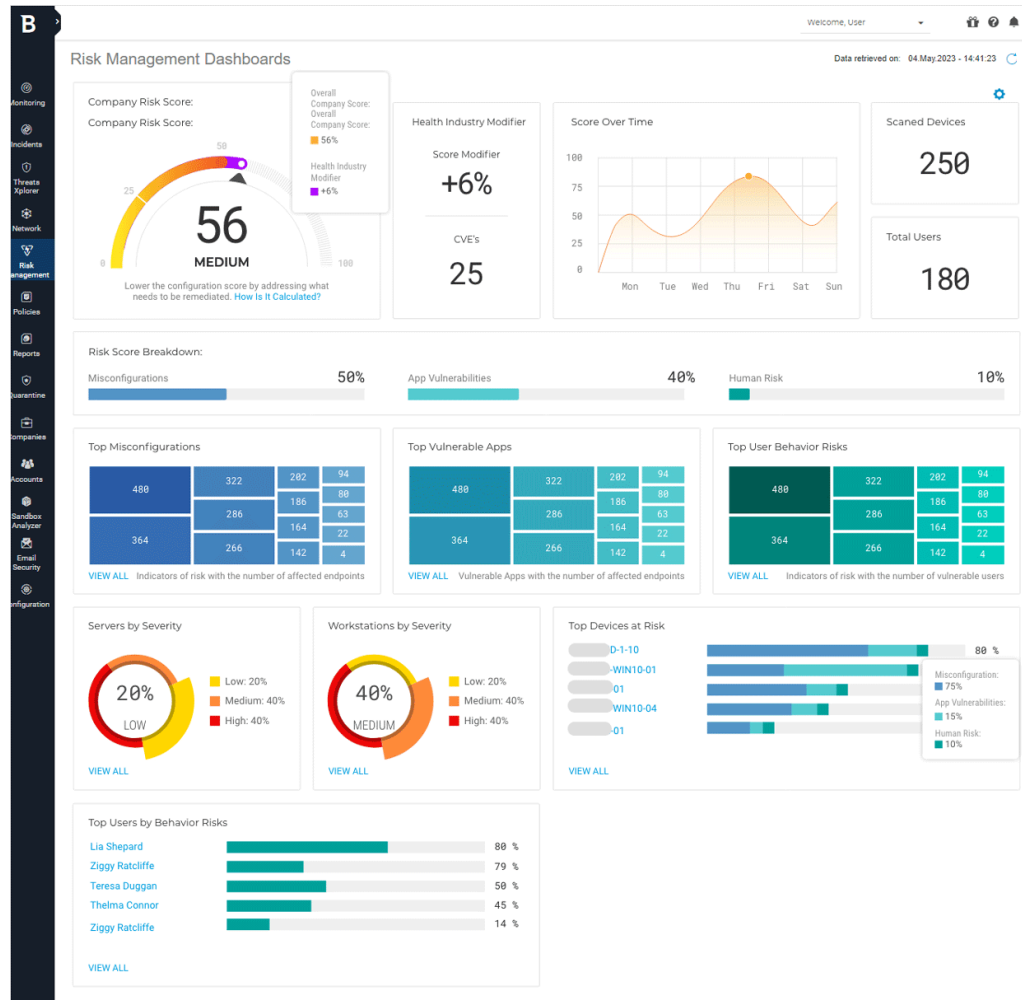 B
Welcome, User
Risk Management Dashboards
Data retrieved on: 04.May.2023 - 14:41:23
Monitoring
Incidents
Threats
Xplorer
Network
Risk
anagement
Policies
Reports
Quarantine
ompanies
Accounts
Sandbox
Analyzer
Email
Security
onfiguration
Company Risk Score:
Company Risk Score:
0
25
50
100
56
MEDIUM
Lower the configuration score by addressing what
needs to be remediated. How Is It Calculated?
Overall
Company Score:
Overall
Company Score:
56%
Health Industry
Modifier
+6%
Health Industry Modifier
Score Modifier
+6%
CVE's
25
Score Over Time
100
75
50
25
0
Mon Tue Wed Thu Fri Sat Sun
Scaned Devices
250
Total Users
180
Risk Score Breakdown:
Misconfigurations 50%
App Vulnerabilities 40%
Human Risk 10%
Top Misconfigurations
480
364
322
286
266
202
186
164
142
94
80
63
22
4
VIEW ALL Indicators of risk with the number of affected endpoints
Top Vulnerable Apps
480
364
322
286
266
202
186
164
142
94
80
63
22
4
VIEW ALL Vulnerable Apps with the number of affected endpoints
Top User Behavior Risks
480
364
322
286
266
202
186
164
142
94
80
63
22
4
VIEW ALL Indicators of risk with the number of vulnerable users
Servers by Severity
20%
LOW
Low: 20%
Medium: 40%
High: 40%
VIEW ALL
Workstations by Severity
40%
MEDIUM
Low: 20%
Medium: 40%
High: 40%
VIEW ALL
Top Devices at Risk
D-1-10 80 %
-WIN10-01
01
-WIN10-04
-01
Misconfiguration:
75%
App Vulnerabilities:
15%
Human Risk:
10%
VIEW ALL
Top Users by Behavior Risks
Lia Shepard 80 %
Ziggy Ratcliffe 79 %
Teresa Duggan 50 %
Thelma Connor 45 %
Ziggy Ratcliffe 14 %
VIEW ALL